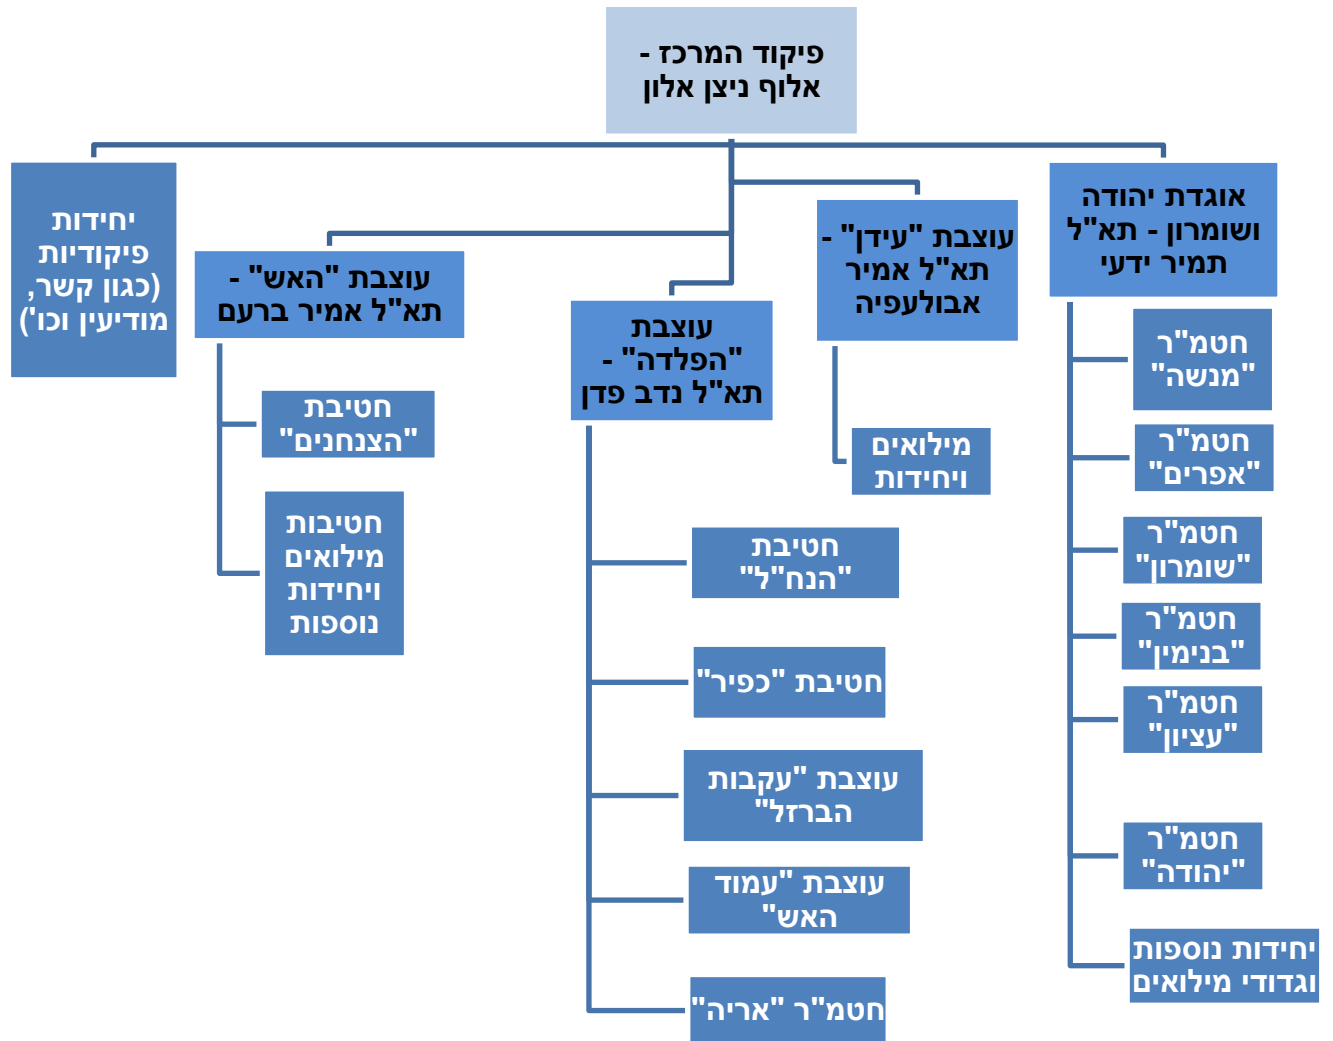 פיקוד המרכז -
אלוף ניצן אלון
אוגדת יהודה
ושומרון - תא"ל
תמיר ידעי
חטמ"ר
"מנשה"
חטמ"ר
"אפרים"
חטמ"ר
"שומרון"
חטמ"ר
"בנימין"
חטמ"ר
"עציון"
חטמ"ר
"יהודה"
יחידות נוספות
וגדודי מילואים
עוצבת "עידן" -
תא"ל אמיר
אבולעפיה
מילואים
ויחידות
עוצבת
"הפלדה" -
תא"ל נדב פדן
חטיבת
"הנח"ל"
חטיבת "כפיר"
עוצבת "עקבות
הברזל"
עוצבת "עמוד
האש"
חטמ"ר "אריה"
עוצבת "האש" -
תא"ל אמיר ברעם
חטיבת
"הצנחנים"
חטיבות
מילואים
ויחידות
נוספות
יחידות
פיקודיות
(כגון קשר,
מודיעין וכו')